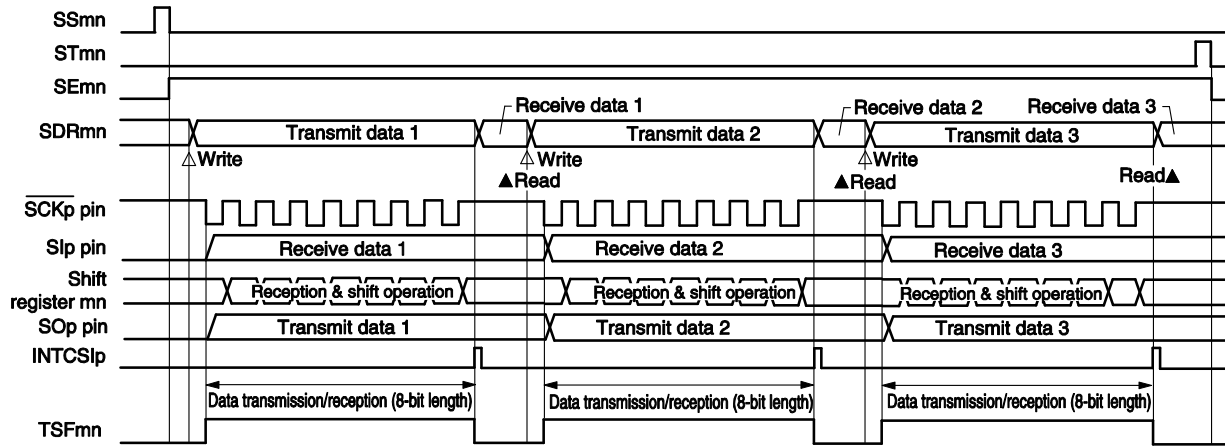 SSmn
STmn
SEmn
Receive data 1
Receive data 2
Receive data 3
SDRmn
Transmit data 1
Transmit data 2
Transmit data 3
△Write
△Write
△Write
▲Read
▲Read
Read▲
SCKp pin
SIp pin
Receive data 1
Receive data 2
Receive data 3
Shift
register mn
Reception & shift operation
Reception & shift operation
Reception & shift operation
SOp pin
Transmit data 1
Transmit data 2
Transmit data 3
INTCSIp
Data transmission/reception (8-bit length)
Data transmission/reception (8-bit length)
Data transmission/reception (8-bit length)
TSFmn